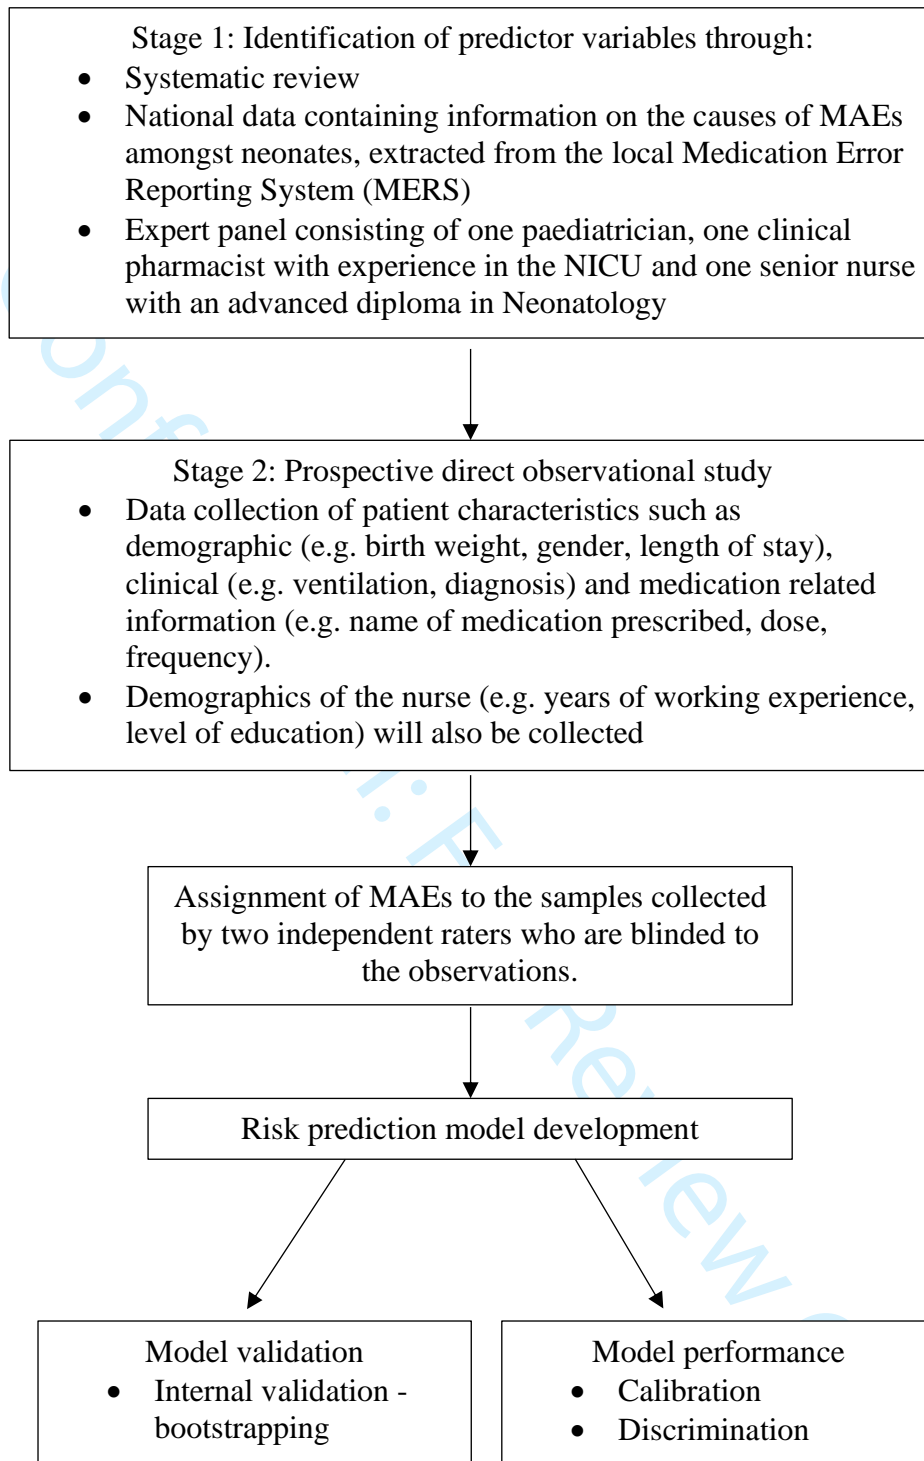 Stage 1: Identification of predictor variables through:
• Systematic review
• National data containing information on the causes of MAEs
amongst neonates, extracted from the local Medication Error
Reporting System (MERS)
• Expert panel consisting of one paediatrician, one clinical
pharmacist with experience in the NICU and one senior nurse
with an advanced diploma in Neonatology
Stage 2: Prospective direct observational study
• Data collection of patient characteristics such as
demographic (e.g. birth weight, gender, length of stay),
clinical (e.g. ventilation, diagnosis) and medication related
information (e.g. name of medication prescribed, dose,
frequency).
• Demographics of the nurse (e.g. years of working experience,
level of education) will also be collected
Assignment of MAEs to the samples collected
by two independent raters who are blinded to
the observations.
Risk prediction model development
Model validation
• Internal validation -
bootstrapping
Model performance
• Calibration
• Discrimination